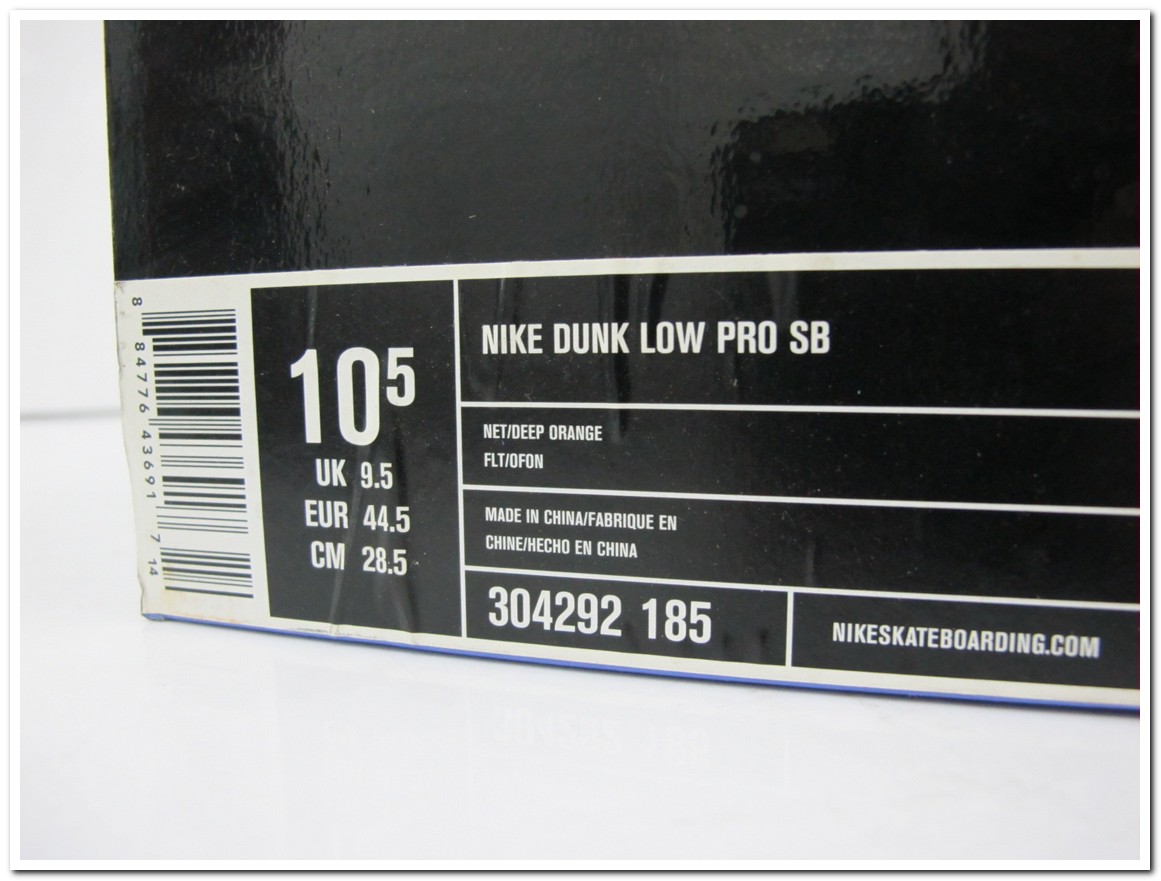 8 84776 43691 7 14
10⁵
UK 9.5
EUR 44.5
CM 28.5
NIKE DUNK LOW PRO SB
NET/DEEP ORANGE
FLT/OFON
MADE IN CHINA/FABRIQUE EN
CHINE/HECHO EN CHINA
304292 185
NIKESKATEBOARDING.COM